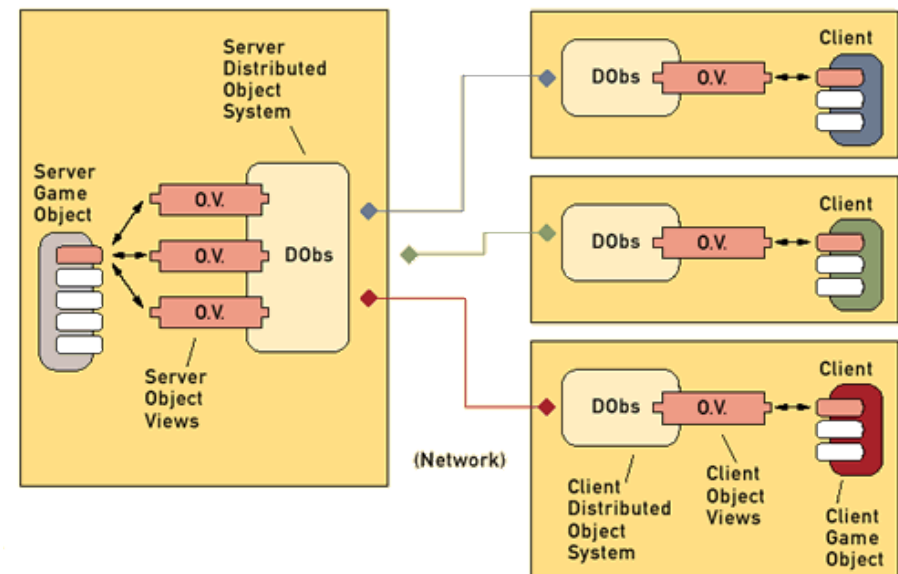 Server
Distributed
Object
System
Server
Game
Object
O.V.
O.V.
O.V.
DObs
Server
Object
Views
(Network)
Client
DObs
O.V.
Client
DObs
O.V.
Client
DObs
O.V.
Client
Distributed
Object
System
Client
Object
Views
Client
Game
Object